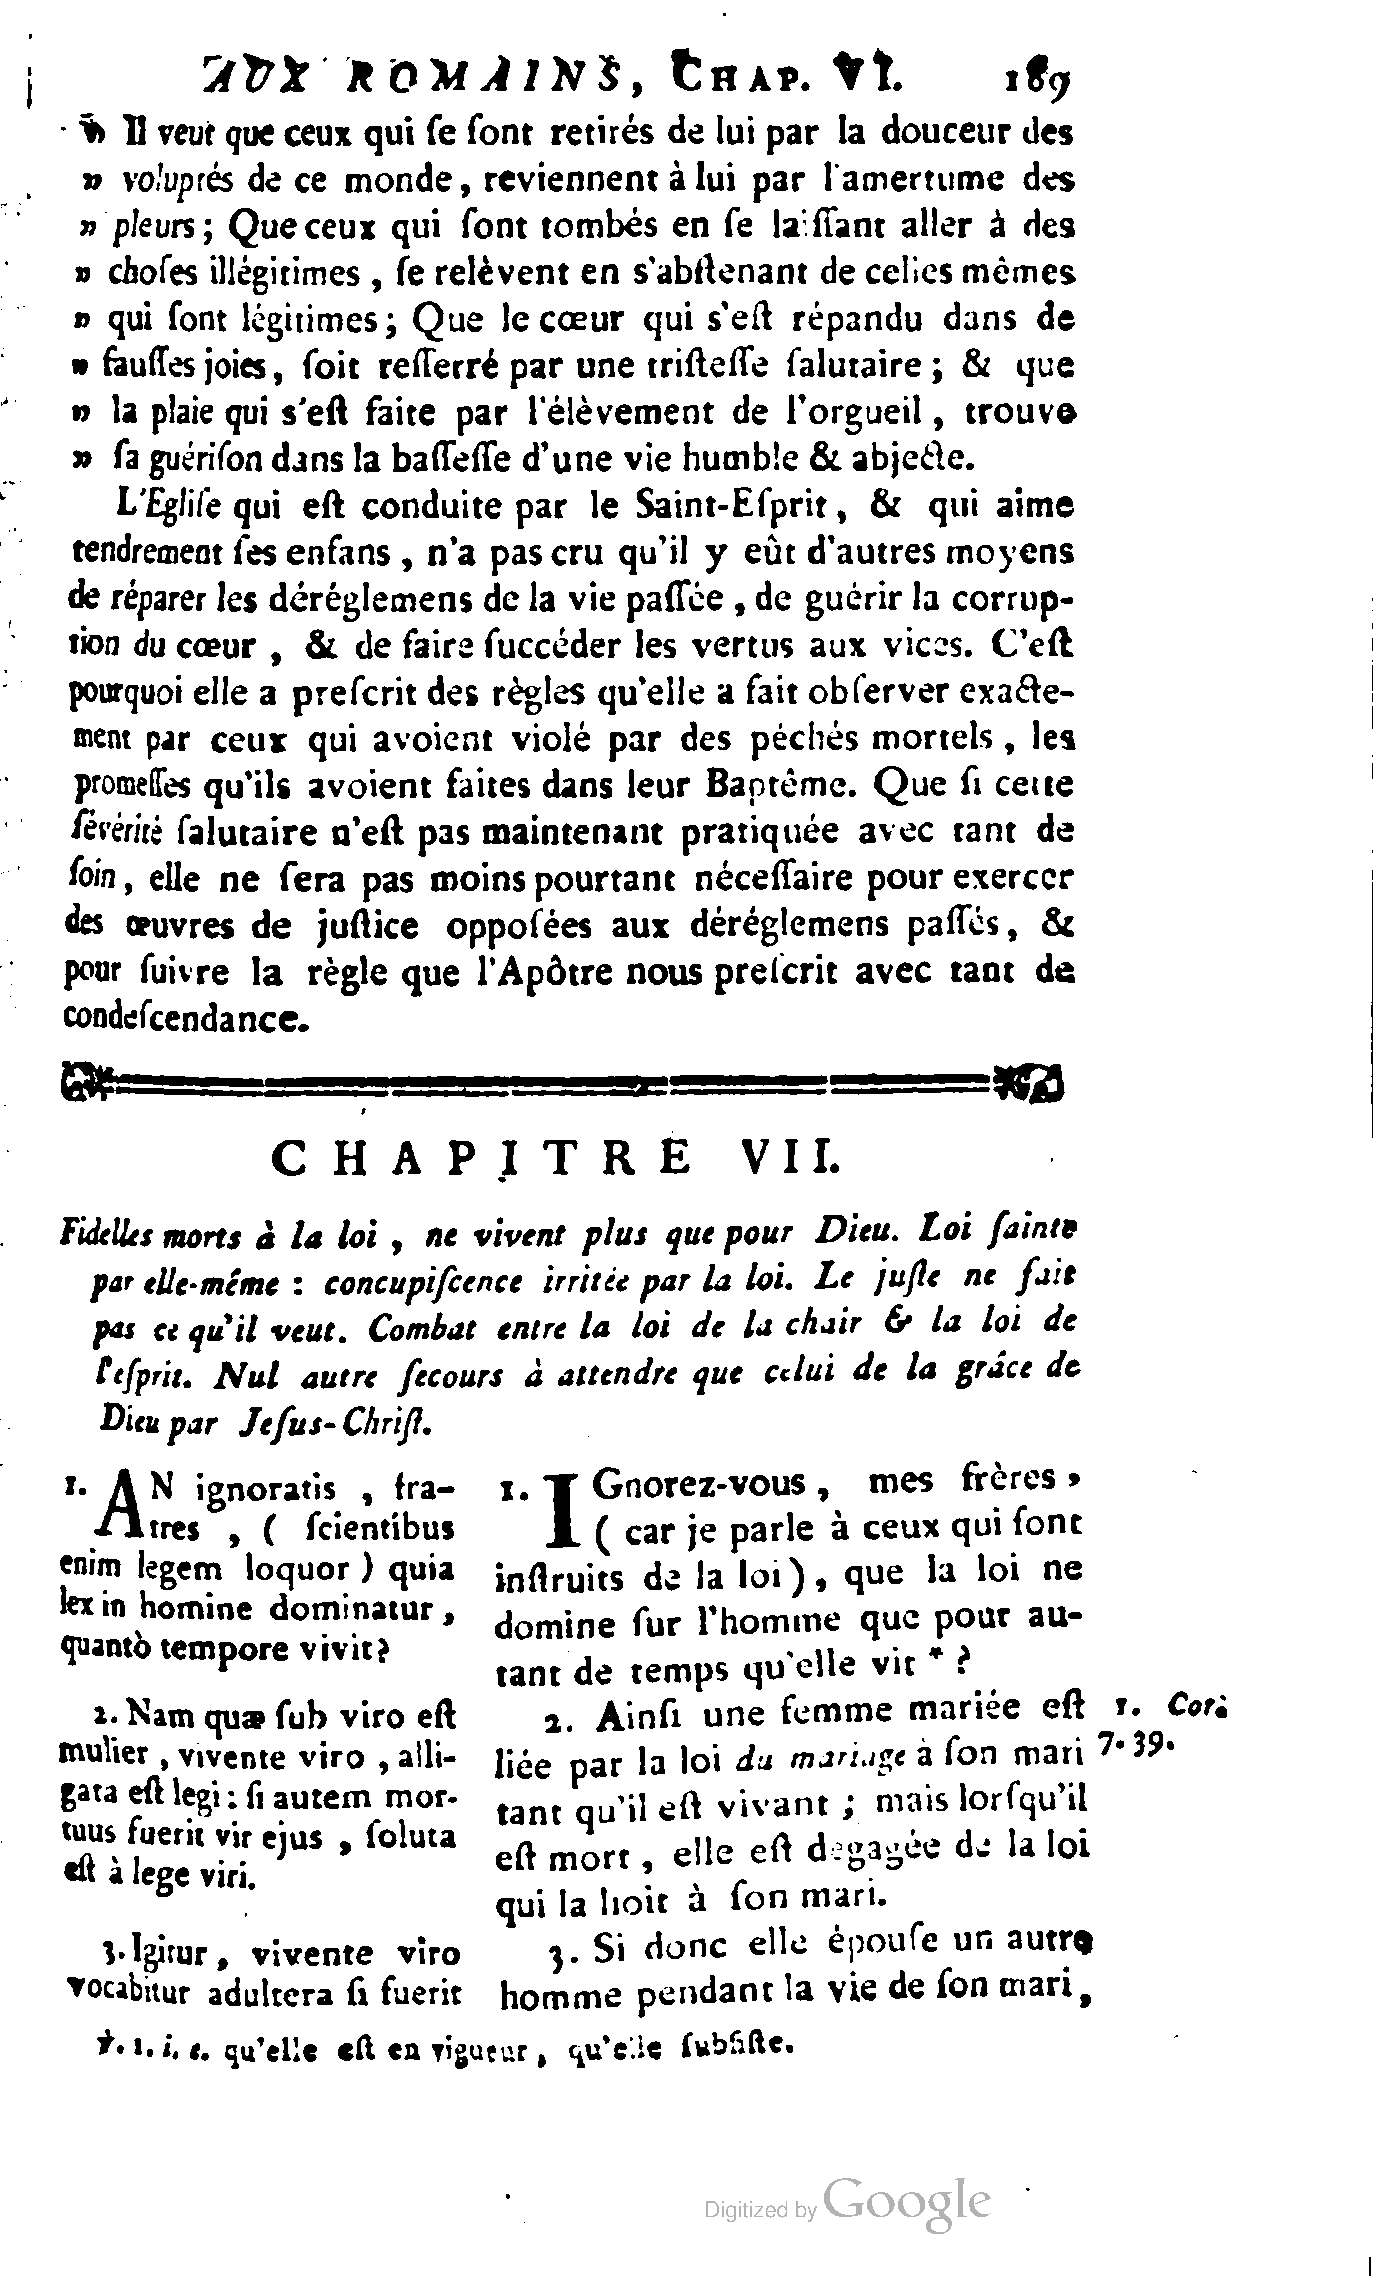 AUX ROMAINS, CHAP. VI. 189
» Il veut que ceux qui ſe ſont retirés de lui par la douceur des
» voluptés de ce monde, reviennent à lui par l'amertume des
» pleurs; Que ceux qui ſont tombés en ſe laiſſant aller à des
» choſes illégitimes, ſe relèvent en s'abſtenant de celles mêmes
» qui ſont légitimes; Que le cœur qui s'eſt répandu dans de
» fauſſes joies, ſoit reſſerré par une triſteſſe ſalutaire; & que
» la plaie qui s'eſt faite par l'élèvement de l'orgueil, trouve
» ſa guériſon dans la baſſeſſe d'une vie humble & abjecte.
L'Egliſe qui eſt conduite par le Saint-Eſprit, & qui aime
tendrement ſes enfans, n'a pas cru qu'il y eût d'autres moyens
de réparer les déréglemens de la vie paſſée, de guérir la corrup-
tion du cœur, & de faire ſuccéder les vertus aux vices. C'eſt
pourquoi elle a preſcrit des règles qu'elle a fait obſerver exacte-
ment par ceux qui avoient violé par des péchés mortels, les
promeſſes qu'ils avoient faites dans leur Baptême. Que ſi cette
ſévérité ſalutaire n'eſt pas maintenant pratiquée avec tant de
ſoin, elle ne ſera pas moins pourtant néceſſaire pour exercer
des œuvres de juſtice oppoſées aux déréglemens paſſés, &
pour ſuivre la règle que l'Apôtre nous preſcrit avec tant de
condeſcendance.
CHAPITRE VII.
Fidelles morts à la loi, ne vivent plus que pour Dieu. Loi ſainte
par elle-même : concupiſcence irritée par la loi. Le juſte ne fait
pas ce qu'il veut. Combat entre la loi de la chair & la loi de
l'eſprit. Nul autre ſecours à attendre que celui de la grâce de
Dieu par Jeſus-Chriſt.
1. AN ignoratis, fra-
tres, ( ſcientibus
enim legem loquor ) quia
lex in homine dominatur,
quantò tempore vivit?
2. Nam quæ ſub viro eſt
mulier, vivente viro, alli-
gata eſt legi : ſi autem mor-
tuus fuerit vir ejus, ſoluta
eſt à lege viri.
3. Igitur, vivente viro
vocabitur adultera ſi fuerit
1. IGnorez-vous, mes frères,
( car je parle à ceux qui ſont
inſtruits de la loi ), que la loi ne
domine ſur l'homme que pour au-
tant de temps qu'elle vit * ?
2. Ainſi une femme mariée eſt
liée par la loi du mariage à ſon mari
tant qu'il eſt vivant ; mais lorſqu'il
eſt mort, elle eſt dégagée de la loi
qui la lioit à ſon mari.
3. Si donc elle épouſe un autre
homme pendant la vie de ſon mari,
1. Cor.
7. 39.
℣. 1. i. e. qu'elle eſt en vigueur, qu'elle ſubſiſte.
Digitized by Google